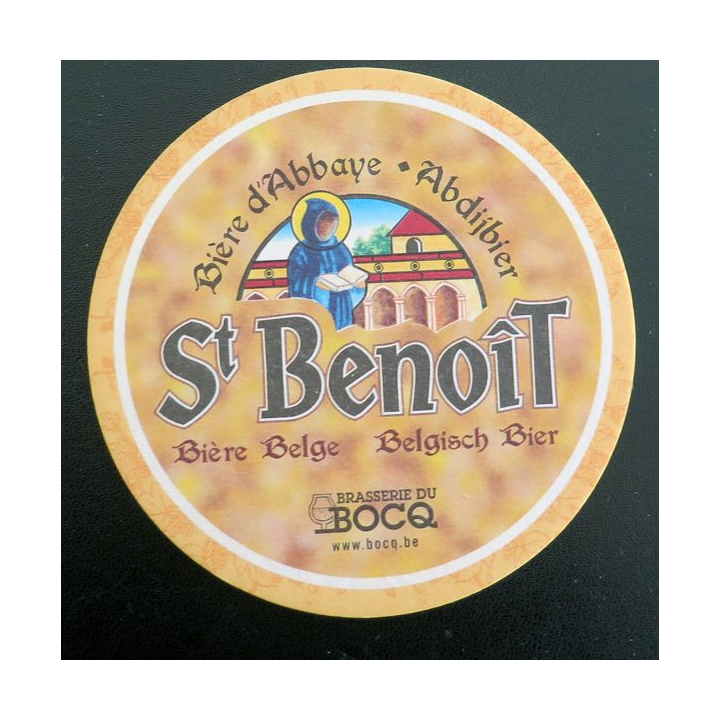 Bière d'Abbaye • Abdijbier
St Benoît
Bière Belge Belgisch Bier
BRASSERIE DU
BOCQ
www.bocq.be